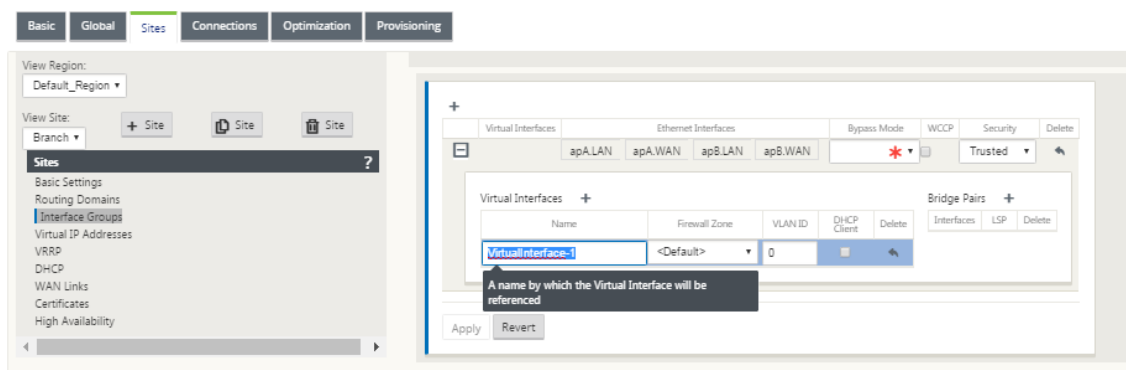 Basic Global Sites Connections Optimization Provisioning
View Region:
Default_Region
View Site:
Branch
+ Site Site Site
Sites ?
Basic Settings
Routing Domains
Interface Groups
Virtual IP Addresses
VRRP
DHCP
WAN Links
Certificates
High Availability
+
Virtual Interfaces Ethernet Interfaces Bypass Mode WCCP Security Delete
apA.LAN apA.WAN apB.LAN apB.WAN Trusted
Virtual Interfaces +
Name Firewall Zone VLAN ID DHCP Client Delete
VirtualInterface-1 <Default> 0
Bridge Pairs +
Interfaces LSP Delete
A name by which the Virtual Interface will be
referenced
Apply Revert